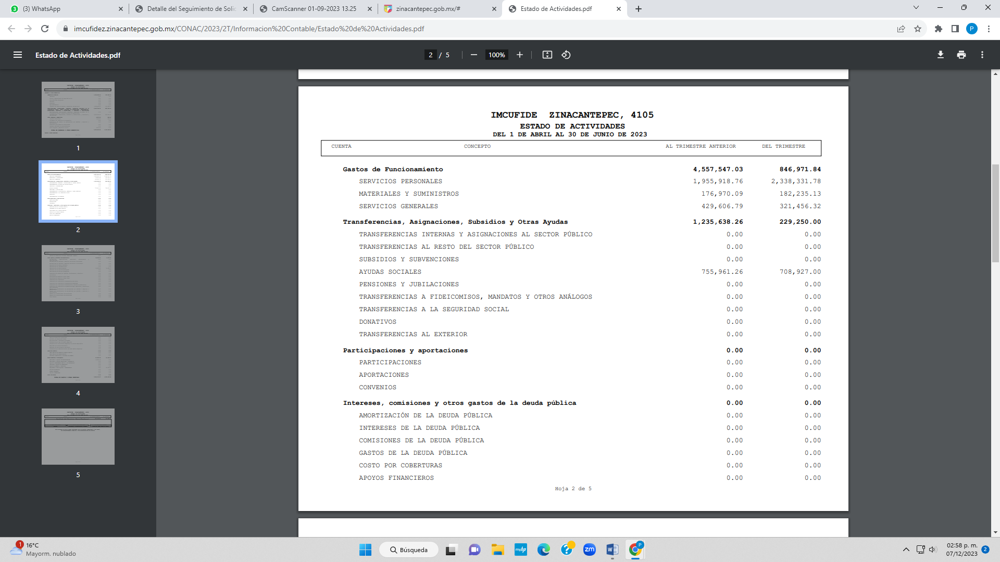 (3) WhatsApp
Detalle del Seguimiento de Solic
CamScanner 01-09-2023 13.25
zinacantepec.gob.mx/#
Estado de Actividades.pdf
imcufidez.zinacantepec.gob.mx/CONAC/2023/2T/Informacion%20Contable/Estado%20de%20Actividades.pdf
P
Estado de Actividades.pdf
2 / 5
100%
1
2
3
4
5
IMCUFIDE ZINACANTEPEC, 4105
ESTADO DE ACTIVIDADES
DEL 1 DE ABRIL AL 30 DE JUNIO DE 2023
CUENTA CONCEPTO AL TRIMESTRE ANTERIOR DEL TRIMESTRE
Gastos de Funcionamiento 4,557,547.03 846,971.84
SERVICIOS PERSONALES 1,955,918.76 2,338,331.78
MATERIALES Y SUMINISTROS 176,970.09 182,235.13
SERVICIOS GENERALES 429,606.79 321,456.32
Transferencias, Asignaciones, Subsidios y Otras Ayudas 1,235,638.26 229,250.00
TRANSFERENCIAS INTERNAS Y ASIGNACIONES AL SECTOR PÚBLICO 0.00 0.00
TRANSFERENCIAS AL RESTO DEL SECTOR PÚBLICO 0.00 0.00
SUBSIDIOS Y SUBVENCIONES 0.00 0.00
AYUDAS SOCIALES 755,961.26 708,927.00
PENSIONES Y JUBILACIONES 0.00 0.00
TRANSFERENCIAS A FIDEICOMISOS, MANDATOS Y OTROS ANÁLOGOS 0.00 0.00
TRANSFERENCIAS A LA SEGURIDAD SOCIAL 0.00 0.00
DONATIVOS 0.00 0.00
TRANSFERENCIAS AL EXTERIOR 0.00 0.00
Participaciones y aportaciones 0.00 0.00
PARTICIPACIONES 0.00 0.00
APORTACIONES 0.00 0.00
CONVENIOS 0.00 0.00
Intereses, comisiones y otros gastos de la deuda pública 0.00 0.00
AMORTIZACIÓN DE LA DEUDA PÚBLICA 0.00 0.00
INTERESES DE LA DEUDA PÚBLICA 0.00 0.00
COMISIONES DE LA DEUDA PÚBLICA 0.00 0.00
GASTOS DE LA DEUDA PÚBLICA 0.00 0.00
COSTO POR COBERTURAS 0.00 0.00
APOYOS FINANCIEROS 0.00 0.00
Hoja 2 de 5
1
16°C
Mayorm. nublado
Búsqueda
myhp
zm
W
P
02:58 p. m.
07/12/2023
2